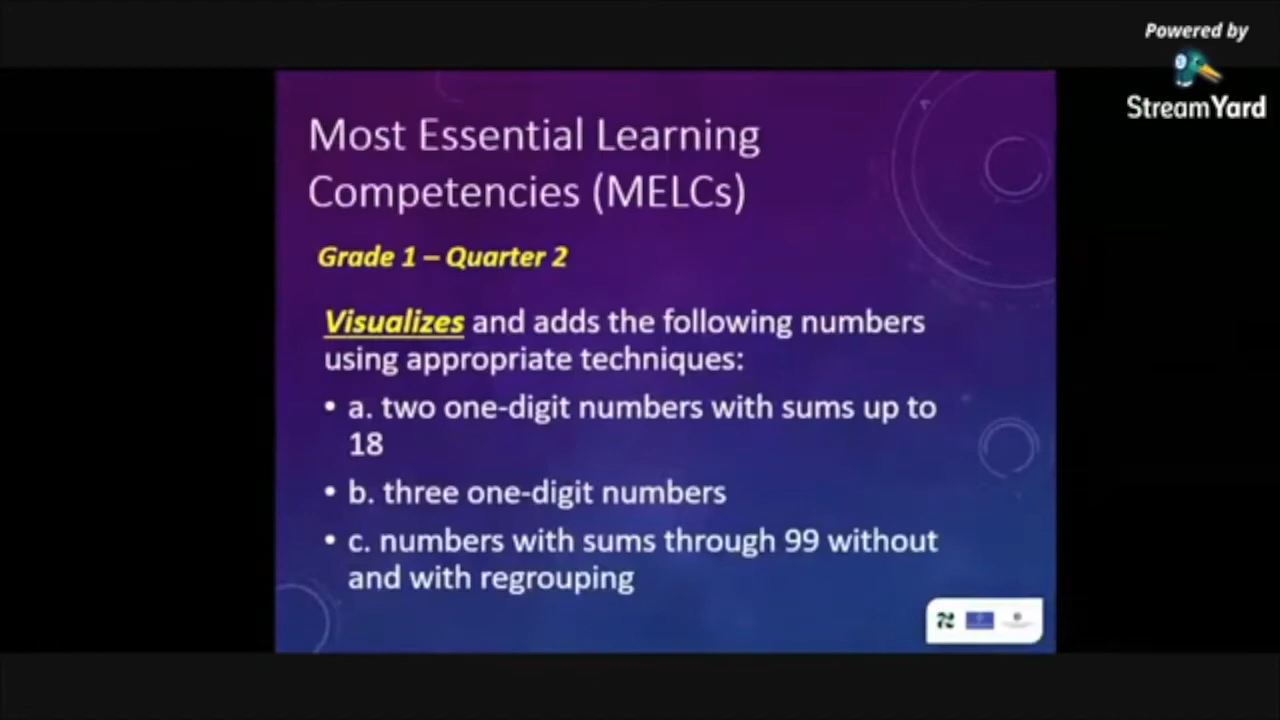 Powered by
StreamYard
Most Essential Learning
Competencies (MELCs)
Grade 1 – Quarter 2
Visualizes and adds the following numbers
using appropriate techniques:
• a. two one-digit numbers with sums up to
18
• b. three one-digit numbers
• c. numbers with sums through 99 without
and with regrouping